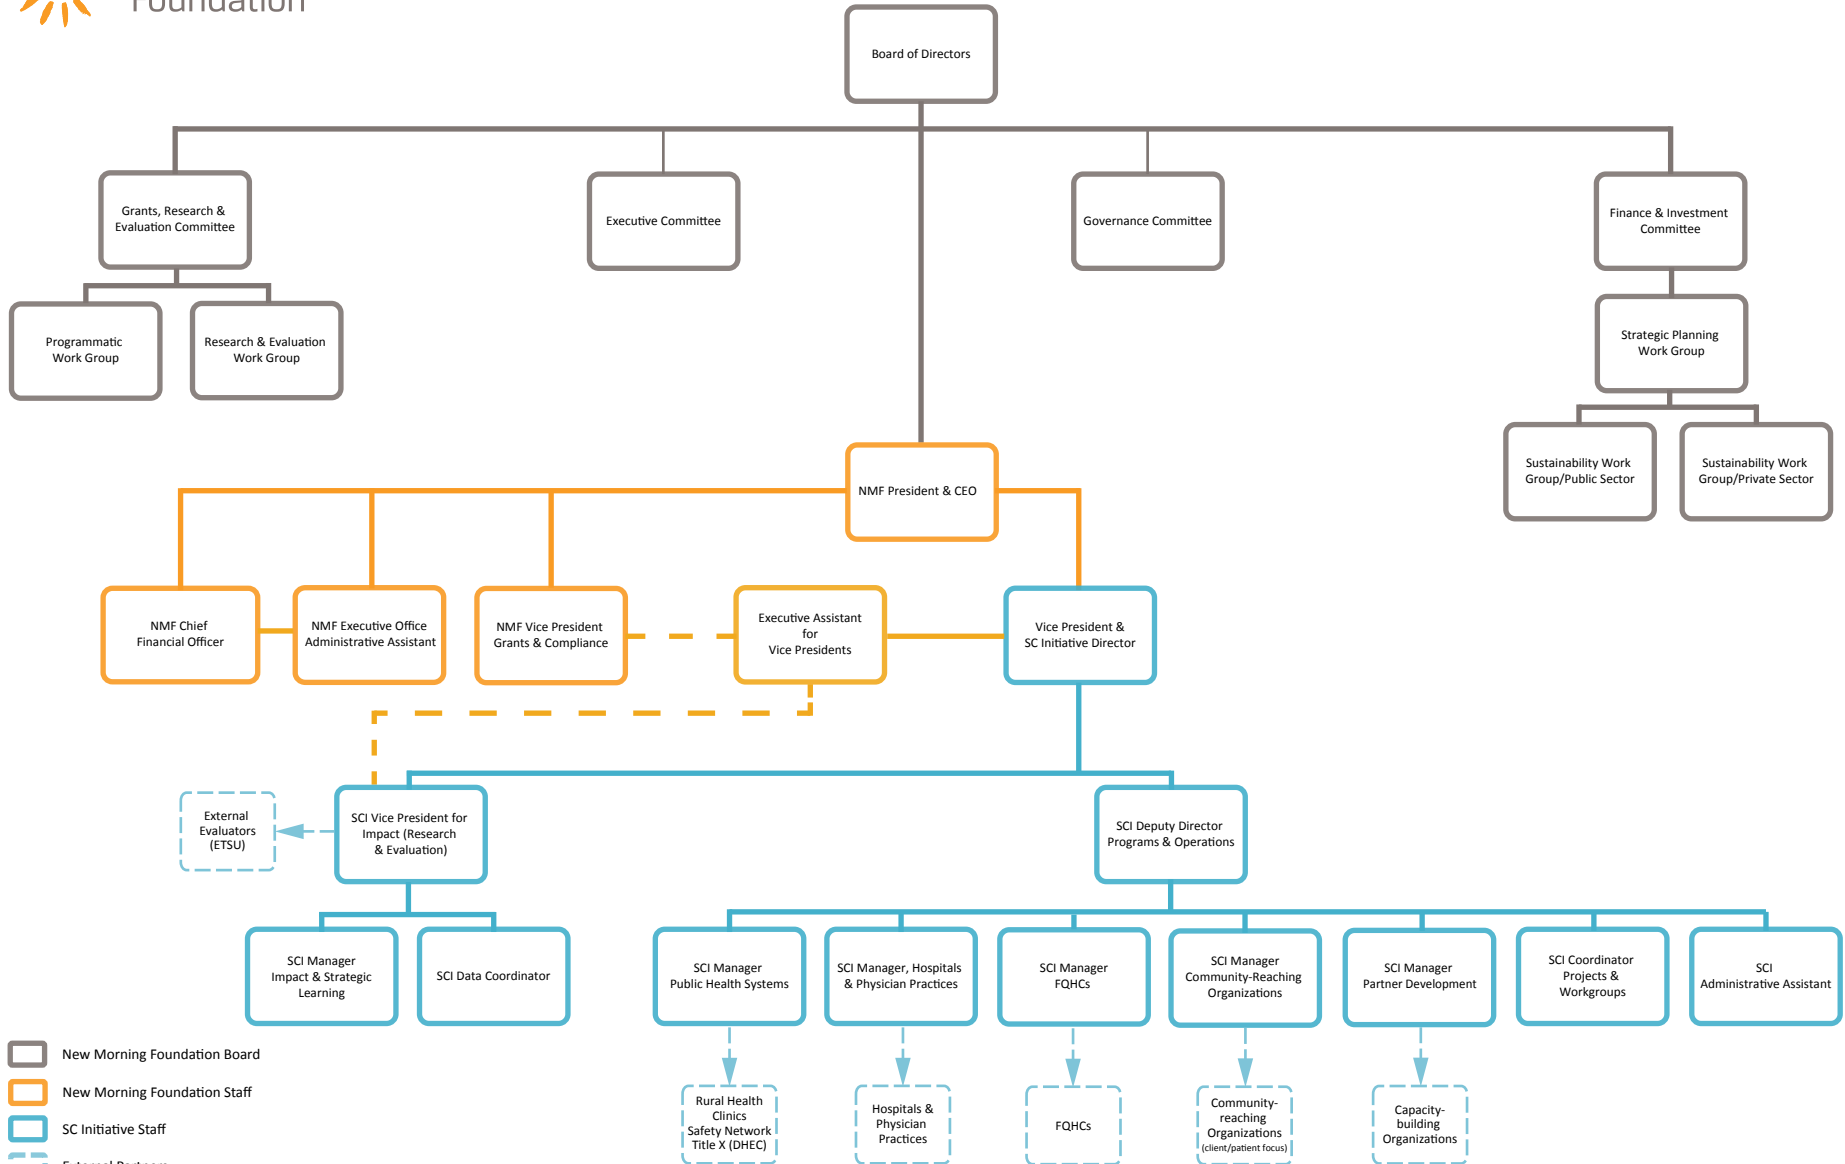 Foundation
Board of Directors
Grants, Research &
Evaluation Committee
Executive Committee
Governance Committee
Finance & Investment
Committee
Programmatic
Work Group
Research & Evaluation
Work Group
Strategic Planning
Work Group
Sustainability Work
Group/Public Sector
Sustainability Work
Group/Private Sector
NMF President & CEO
NMF Chief
Financial Officer
NMF Executive Office
Administrative Assistant
NMF Vice President
Grants & Compliance
Executive Assistant
for
Vice Presidents
Vice President &
SC Initiative Director
External
Evaluators
(ETSU)
SCI Vice President for
Impact (Research
& Evaluation)
SCI Deputy Director
Programs & Operations
SCI Manager
Impact & Strategic
Learning
SCI Data Coordinator
SCI Manager
Public Health Systems
SCI Manager, Hospitals
& Physician Practices
SCI Manager
FQHCs
SCI Manager
Community-Reaching
Organizations
SCI Manager
Partner Development
SCI Coordinator
Projects &
Workgroups
SCI
Administrative Assistant
Rural Health
Clinics
Safety Network
Title X (DHEC)
Hospitals &
Physician
Practices
FQHCs
Community-
reaching
Organizations
(client/patient focus)
Capacity-
building
Organizations
New Morning Foundation Board
New Morning Foundation Staff
SC Initiative Staff
External Partners